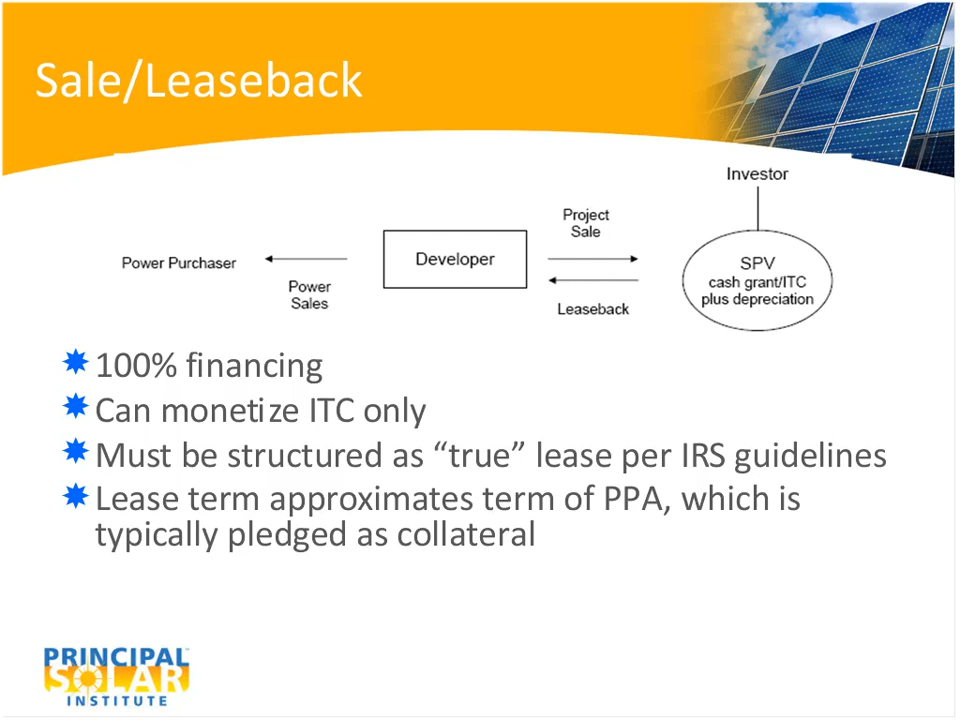 Sale/Leaseback
Investor
Project
Sale
Power Purchaser
Developer
SPV
cash grant/ITC
plus depreciation
Power
Sales
Leaseback
100% financing
Can monetize ITC only
Must be structured as “true” lease per IRS guidelines
Lease term approximates term of PPA, which is
typically pledged as collateral
PRINCIPAL
SOLAR
INSTITUTE